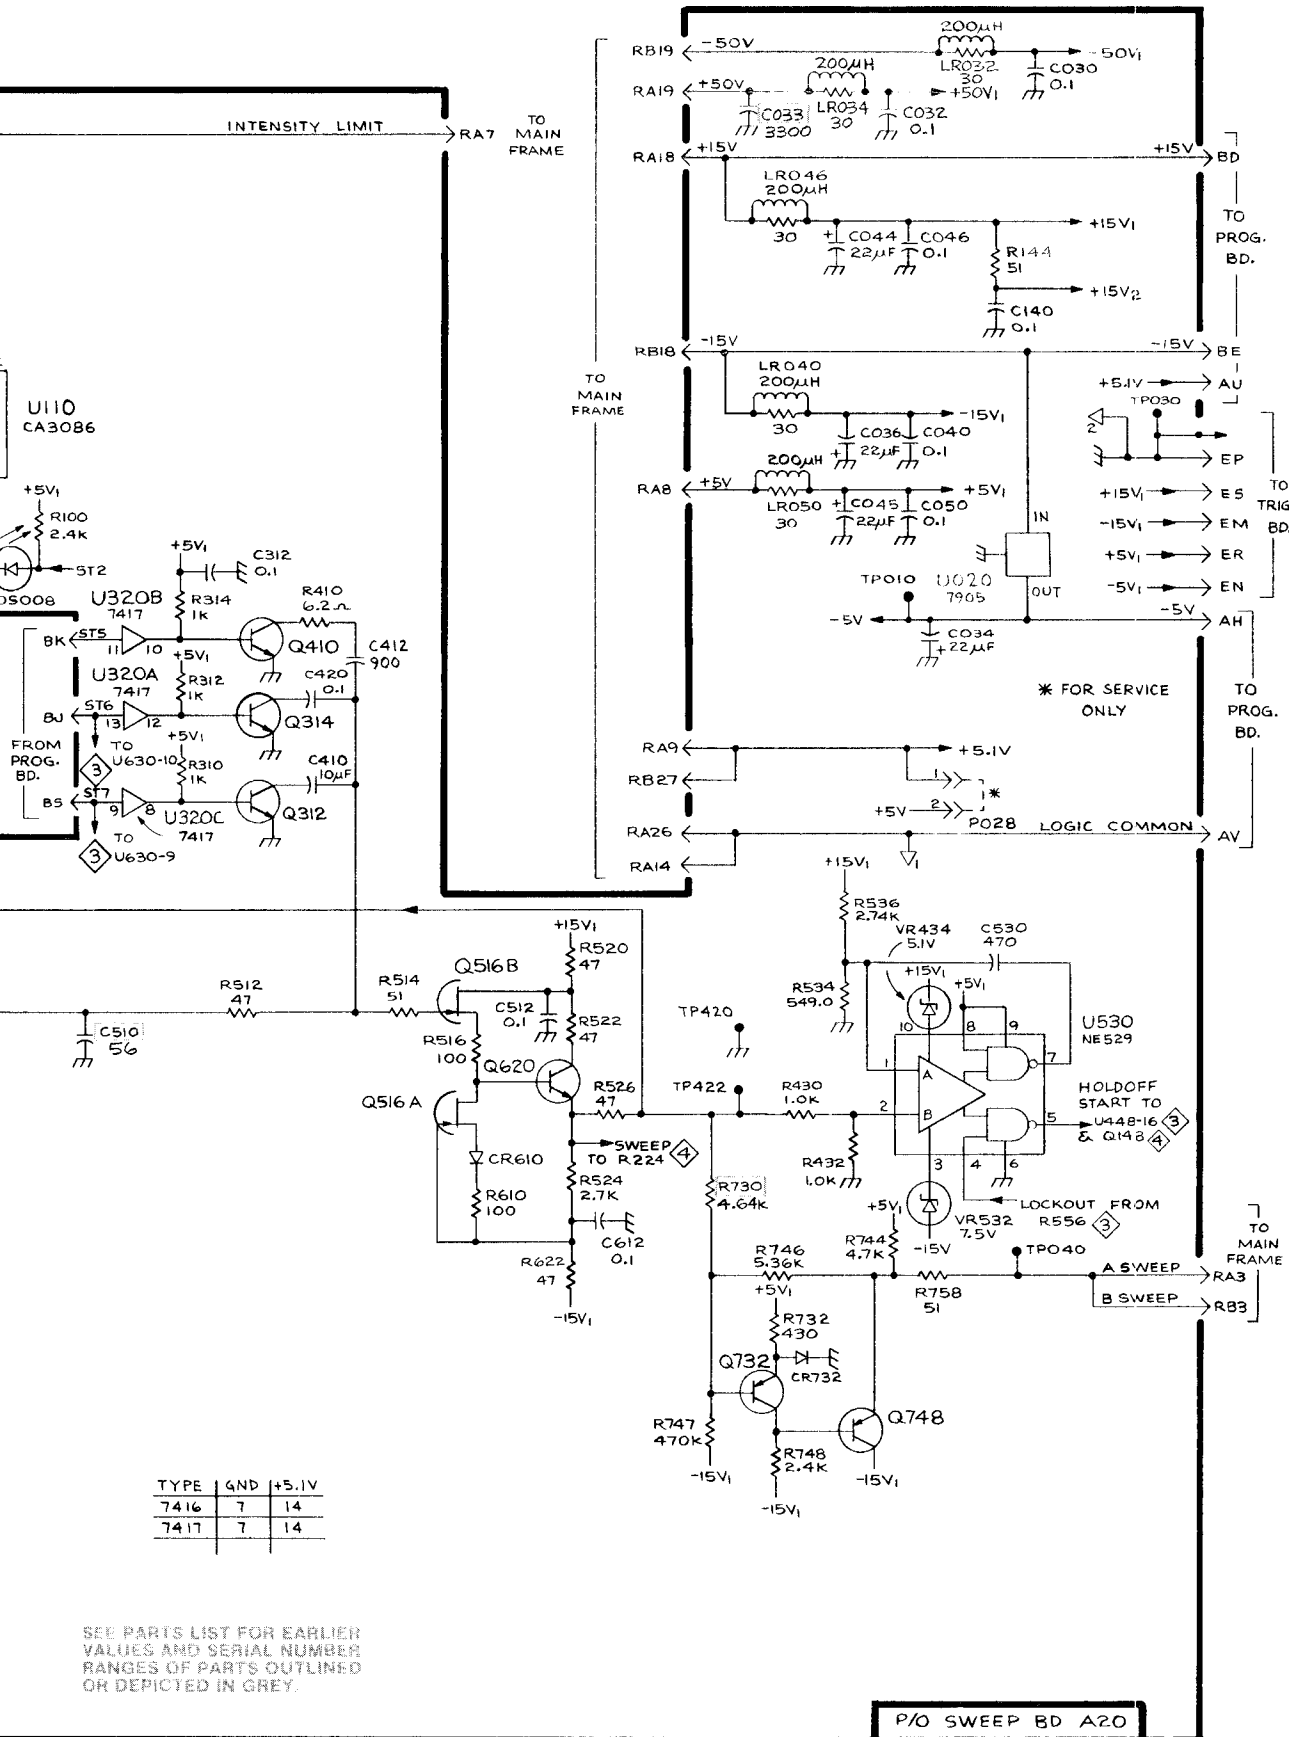 INTENSITY LIMIT
RA7
TO
MAIN
FRAME
RB19
-50V
200µH
LR032
30
-50V1
C030
0.1
RA19
+50V
C033
3300
200µH
LR034
30
+50V1
C032
0.1
RA18
+15V
+15V
BD
LR046
200µH
30
C044
22µF
C046
0.1
+15V1
R144
51
+15V2
C140
0.1
TO
PROG.
BD.
RB18
-15V
-15V
BE
TO
MAIN
FRAME
LR040
200µH
30
+
C036
22µF
C040
0.1
-15V1
+5.1V
AU
TP030
2
EP
RA8
+5V
200µH
LR050
30
+
C045
22µF
C050
0.1
+5V1
+15V1
ES
-15V1
EM
+5V1
ER
-5V1
EN
TO
TRIG
BD.
IN
OUT
U020
7905
TP010
-5V
C034
+22µF
-5V
AH
* FOR SERVICE
ONLY
TO
PROG.
BD.
RA9
+5.1V
RB27
1
*
+5V
2
P028
RA26
LOGIC COMMON
AV
1
RA14
U110
CA3086
+5V1
R100
2.4K
ST2
DS008
+5V1
C312
0.1
U320B
7417
R314
1K
R410
6.2Ω
BK
ST5
11
10
Q410
C412
900
U320A
7417
+5V1
R312
1K
C420
0.1
BJ
ST6
13
12
Q314
TO
U630-10
3
+5V1
R310
1K
C410
10µF
FROM
PROG.
BD.
BS
ST7
9
8
U320C
7417
Q312
TO
U630-9
3
R512
47
C510
56
R514
51
Q516B
+15V1
R520
47
C512
0.1
R522
47
R516
100
Q620
Q516A
R526
47
CR610
R610
100
SWEEP
TO R224
4
R524
2.7K
C612
0.1
R622
47
-15V1
TP420
TP422
R430
1.0K
R432
1.0K
+15V1
R536
2.74K
R534
549.0
VR434
5.1V
+15V1
C530
470
+5V1
U530
NE529
10
8
9
1
A
7
2
B
5
3
4
6
HOLDOFF
START TO
U448-16
3
& Q148
4
LOCKOUT FROM
R556
3
VR532
7.5V
-15V
R730
4.64K
+5V1
R744
4.7K
R746
5.36K
R758
51
TP040
A SWEEP
RA3
B SWEEP
RB3
TO
MAIN
FRAME
+5V1
R732
430
CR732
Q732
Q748
R747
470K
-15V1
R748
2.4K
-15V1
-15V1
TYPE GND +5.1V
7416 7 14
7417 7 14
SEE PARTS LIST FOR EARLIER
VALUES AND SERIAL NUMBER
RANGES OF PARTS OUTLINED
OR DEPICTED IN GREY.
P/O SWEEP BD A20